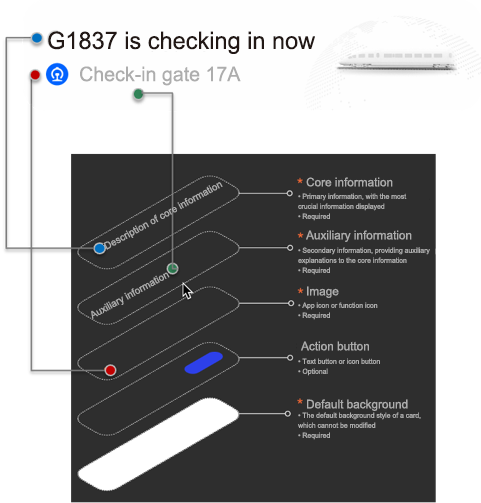 G1837 is checking in now
Check-in gate 17A
Description of core information
* Core information
• Primary information, with the most
crucial information displayed
• Required
Auxiliary information
* Auxiliary information
• Secondary information, providing auxiliary
explanations to the core information
• Required
* Image
• App icon or function icon
• Required
Action button
• Text button or icon button
• Optional
* Default background
• The default background style of a card,
which cannot be modified
• Required